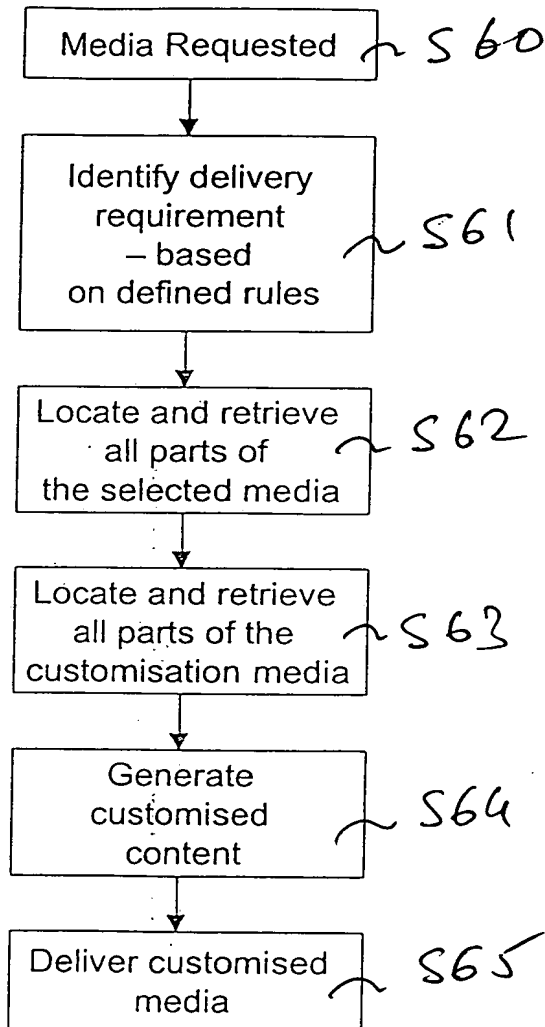 Media Requested S60
Identify delivery
requirement
– based
on defined rules
S61
Locate and retrieve
all parts of
the selected media
S62
Locate and retrieve
all parts of the
customisation media
S63
Generate
customised
content
S64
Deliver customised
media
S65